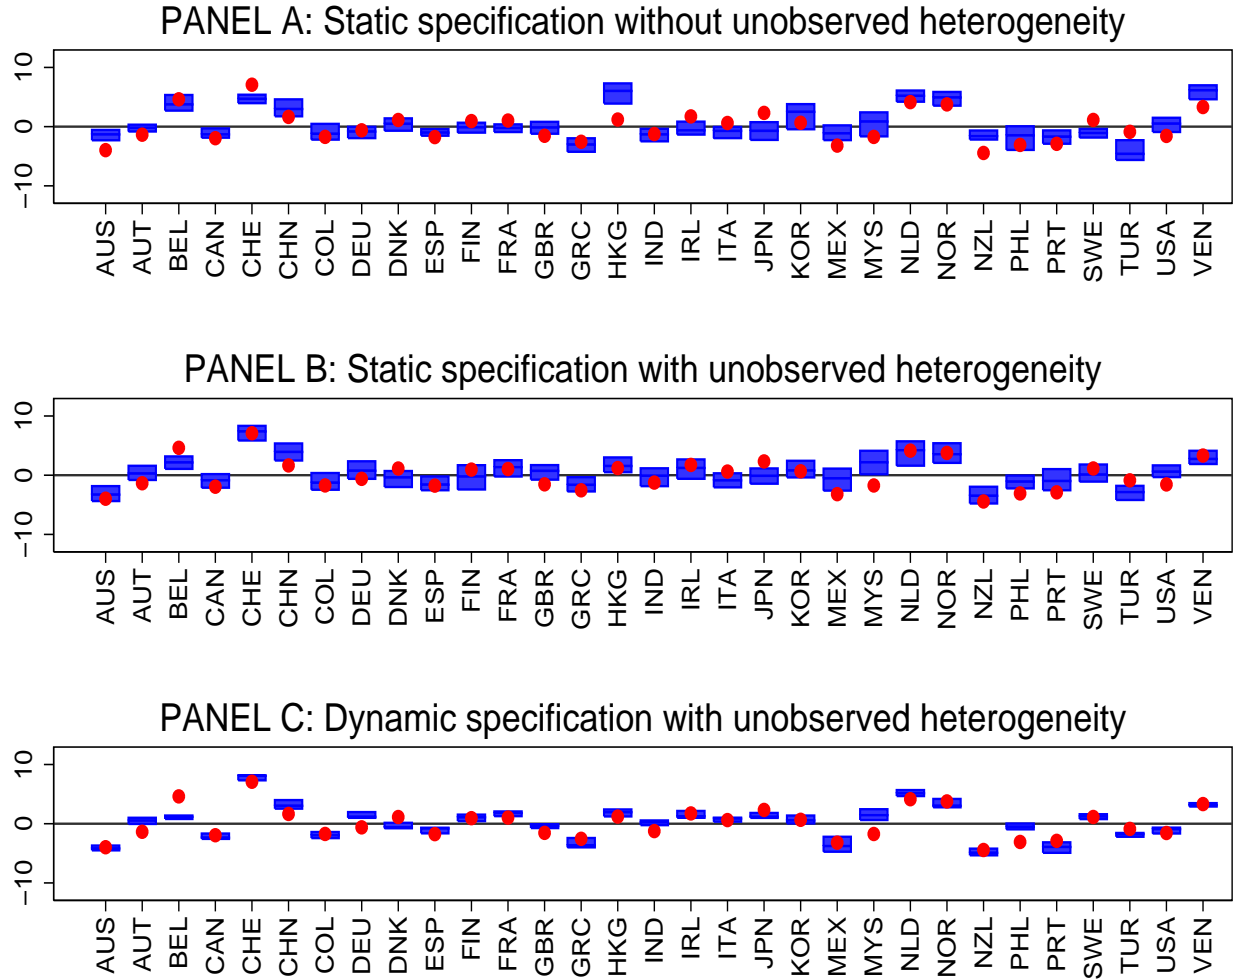 PANEL A: Static specification without unobserved heterogeneity
10
0
−10
AUS AUT BEL CAN CHE CHN COL DEU DNK ESP FIN FRA GBR GRC HKG IND IRL ITA JPN KOR MEX MYS NLD NOR NZL PHL PRT SWE TUR USA VEN
PANEL B: Static specification with unobserved heterogeneity
10
0
−10
AUS AUT BEL CAN CHE CHN COL DEU DNK ESP FIN FRA GBR GRC HKG IND IRL ITA JPN KOR MEX MYS NLD NOR NZL PHL PRT SWE TUR USA VEN
PANEL C: Dynamic specification with unobserved heterogeneity
10
0
−10
AUS AUT BEL CAN CHE CHN COL DEU DNK ESP FIN FRA GBR GRC HKG IND IRL ITA JPN KOR MEX MYS NLD NOR NZL PHL PRT SWE TUR USA VEN